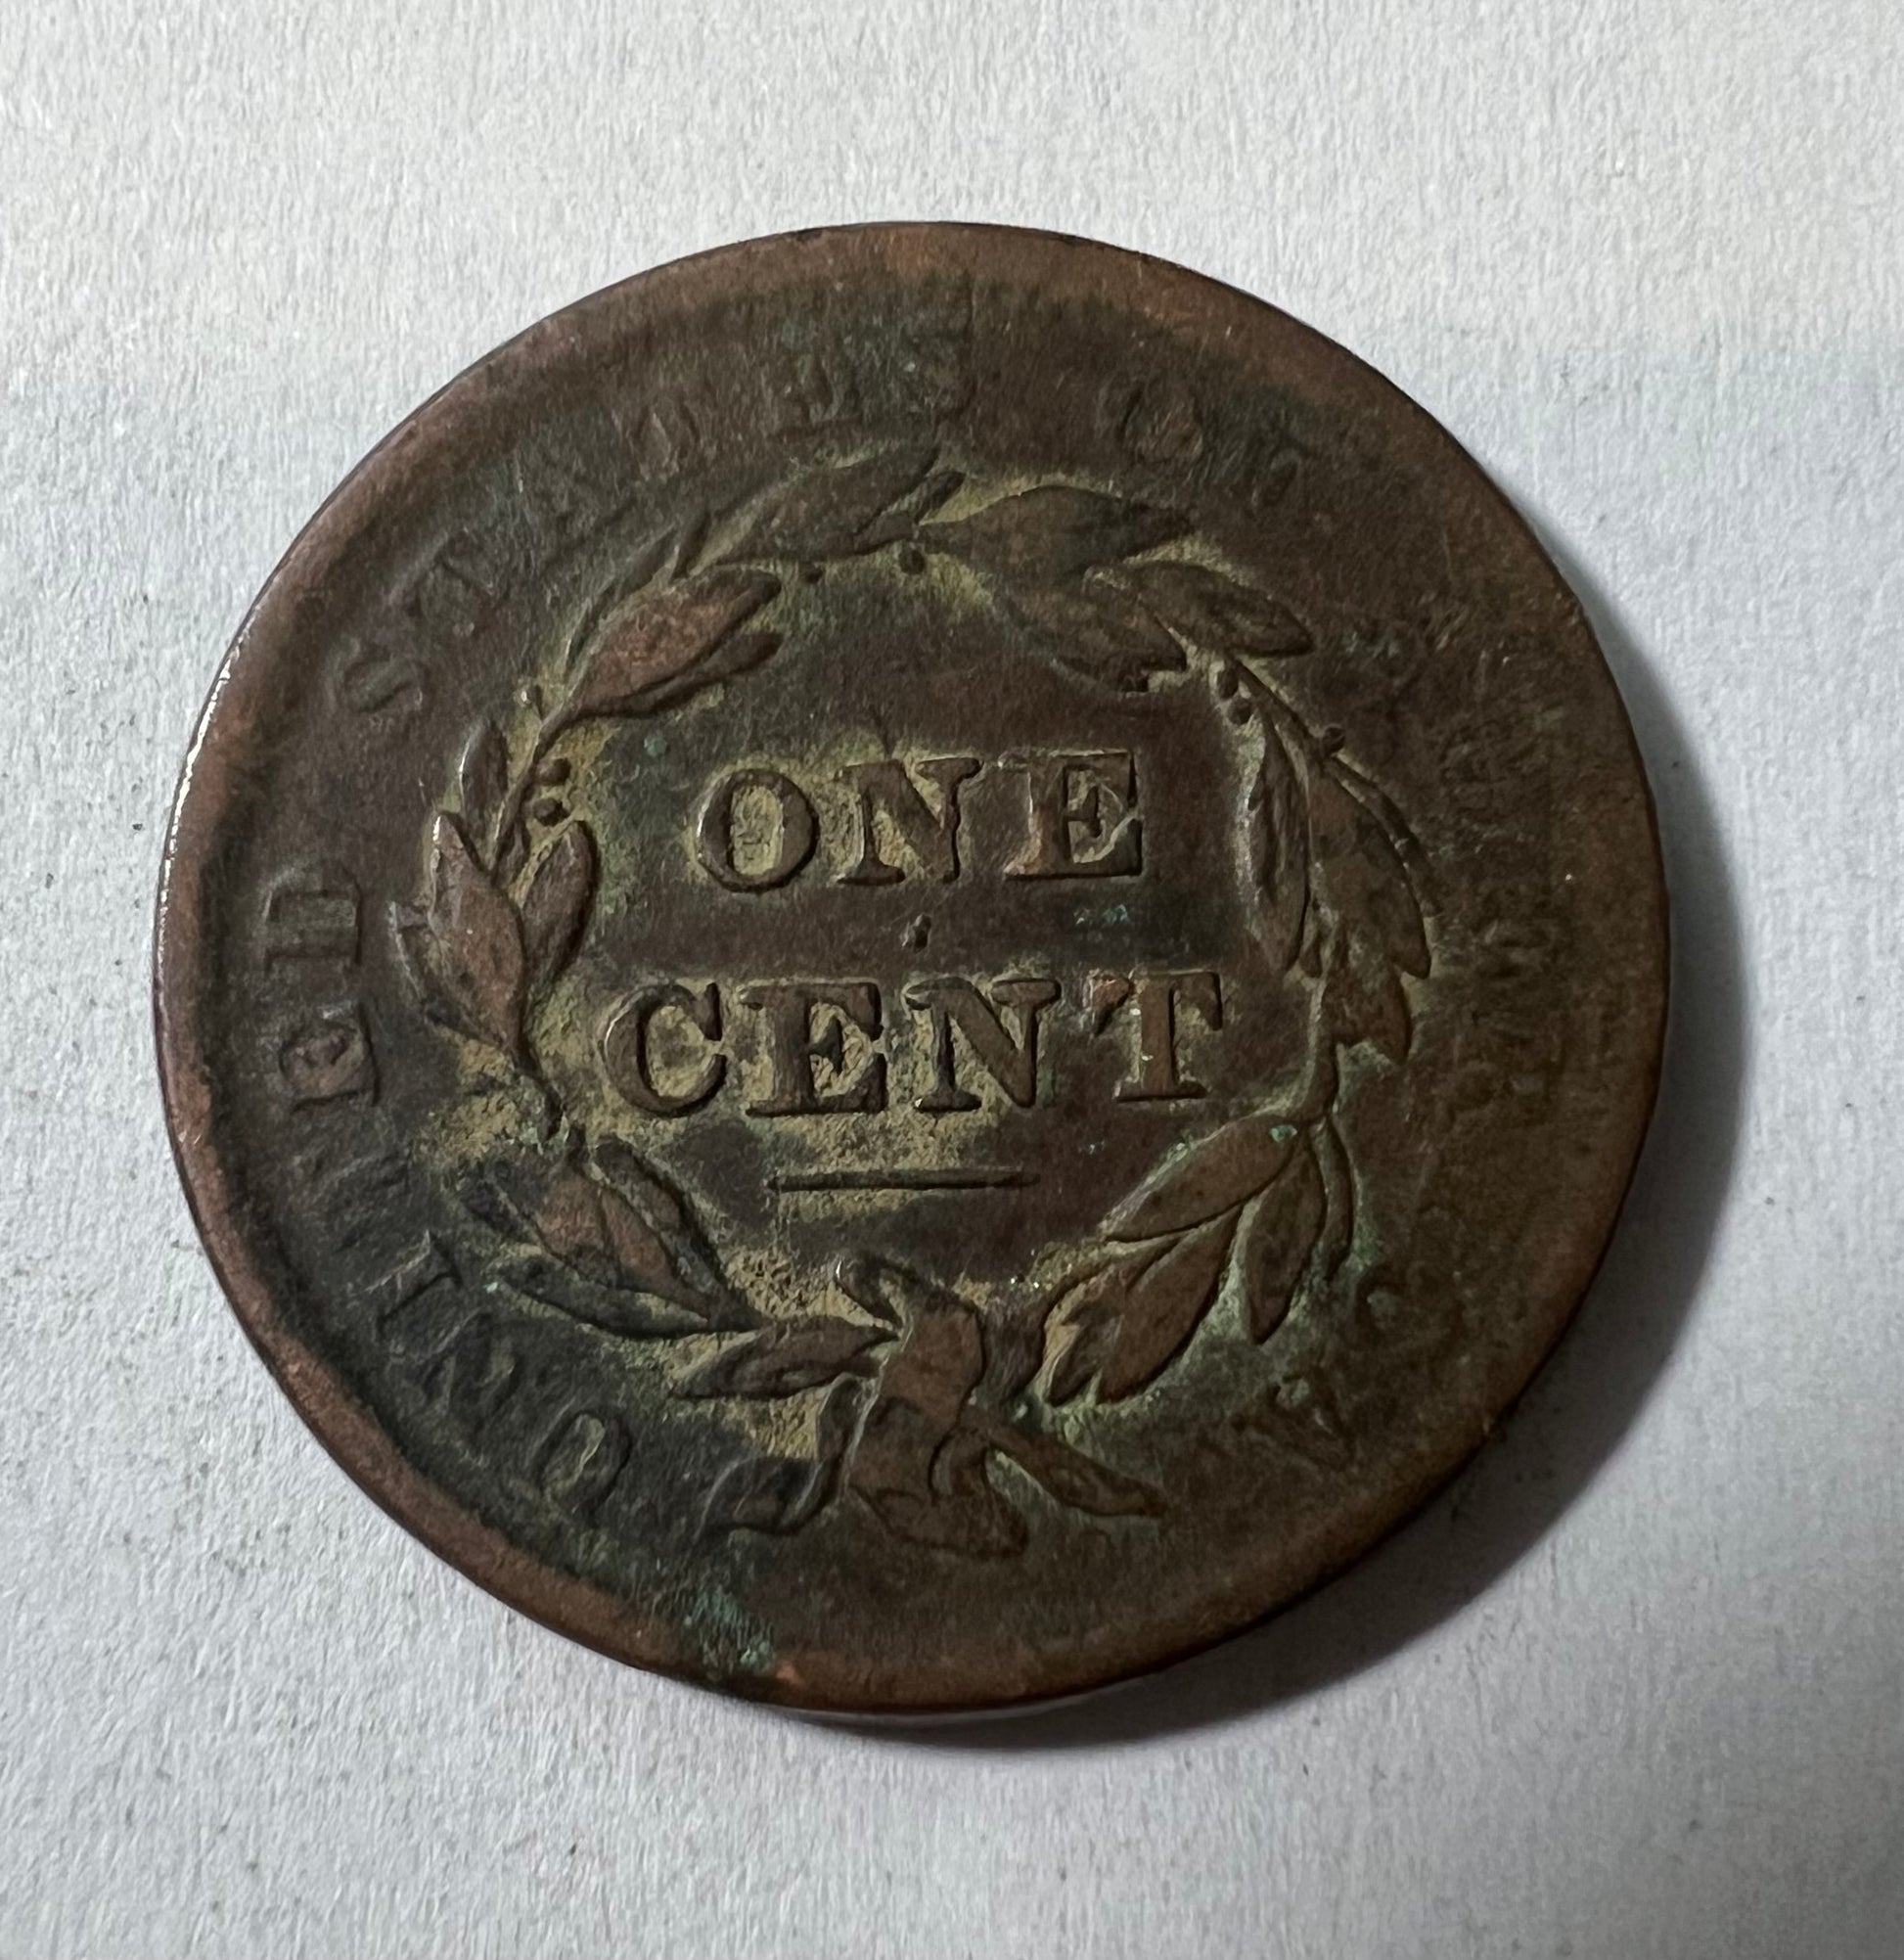 UNITED STATES OF AMERICA
ONE
CENT